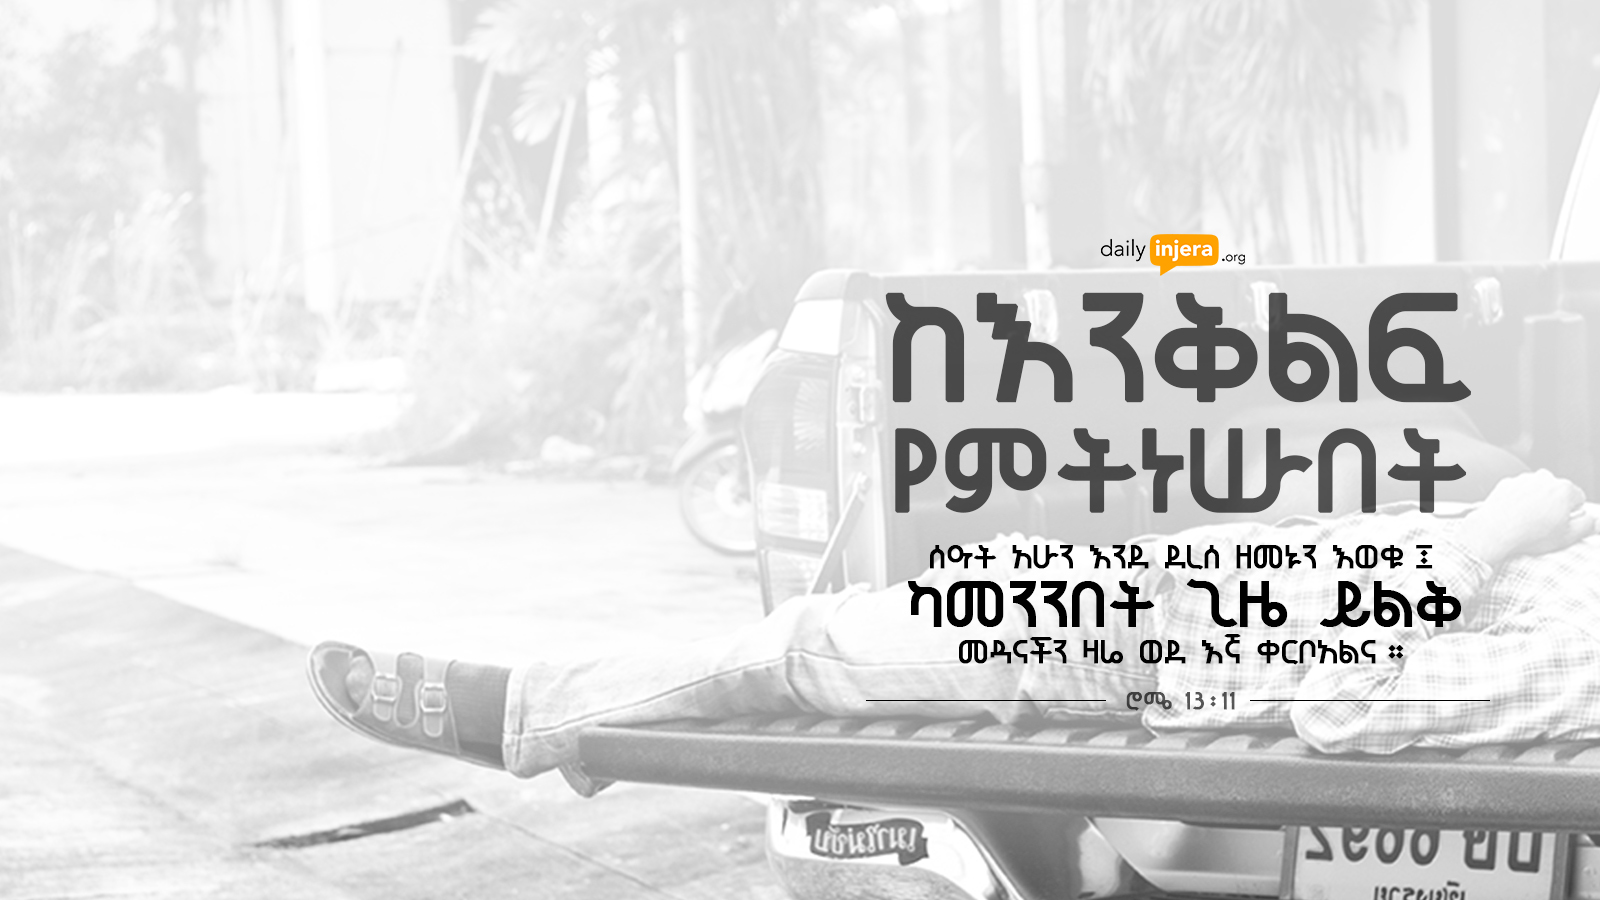 daily injera.org
ከእንቅልፍ
የምትነሡበት
ሰዓት አሁን እንደ ደረሰ ዘመኑን እወቁ ፤
ካመንንበት ጊዜ ይልቅ
መዳናችን ዛሬ ወደ እኛ ቀርቦአልና ።
ሮሜ 13፡11